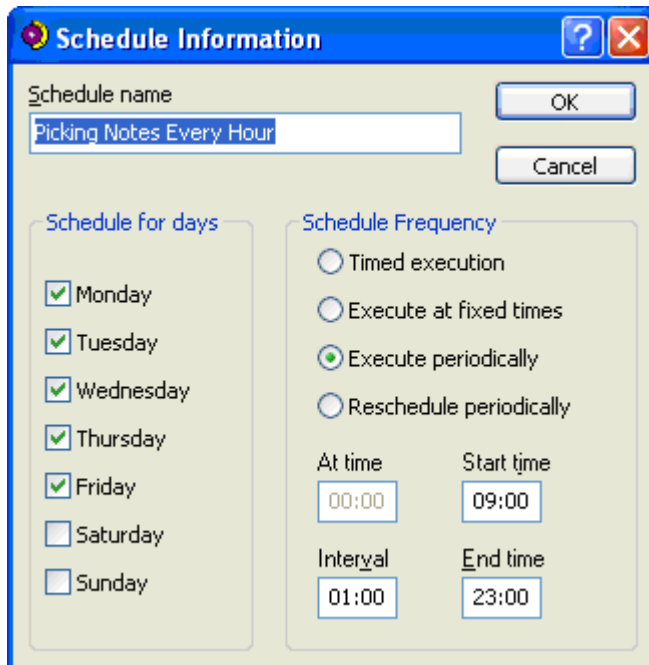 Schedule Information
Schedule name
OK
Picking Notes Every Hour
Cancel
Schedule for days
Monday
Tuesday
Wednesday
Thursday
Friday
Saturday
Sunday
Schedule Frequency
Timed execution
Execute at fixed times
Execute periodically
Reschedule periodically
At time Start time
00:00 09:00
Interval End time
01:00 23:00